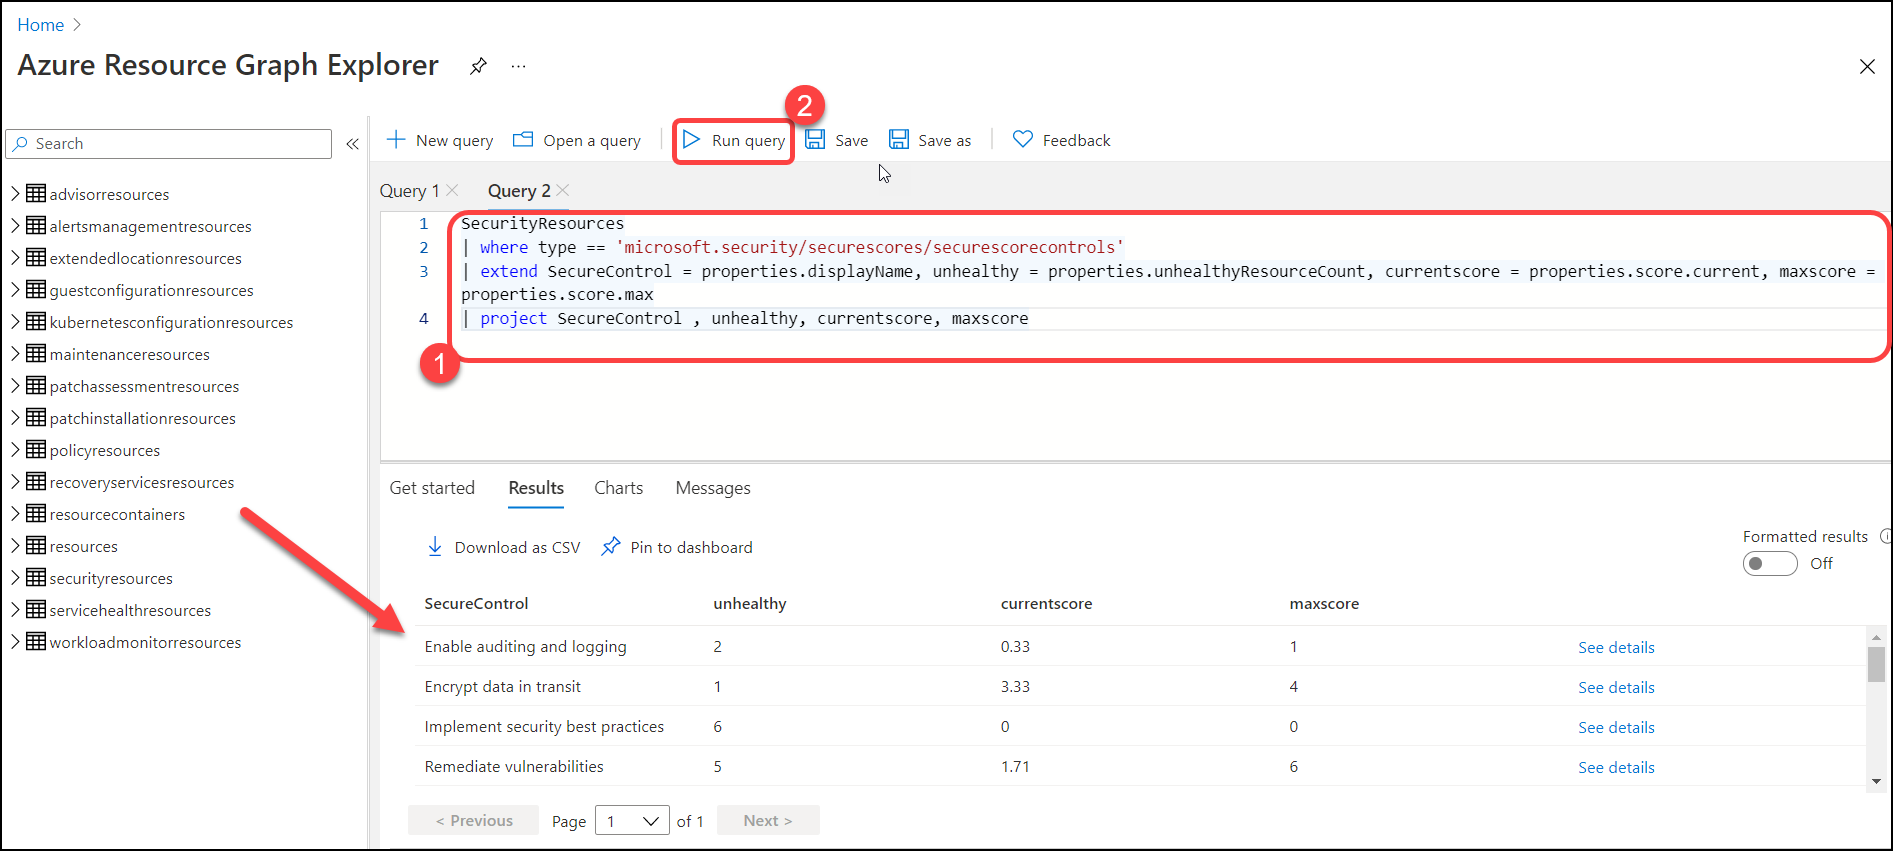 Home >
Azure Resource Graph Explorer ...
Search «
advisorresources
alertsmanagementresources
extendedlocationresources
guestconfigurationresources
kubernetesconfigurationresources
maintenanceresources
patchassessmentresources
patchinstallationresources
policyresources
recoveryservicesresources
resourcecontainers
resources
securityresources
servicehealthresources
workloadmonitorresources
2
New query Open a query Run query Save Save as Feedback
Query 1 Query 2
1 SecurityResources
2 | where type == 'microsoft.security/securescores/securescorecontrols'
3 | extend SecureControl = properties.displayName, unhealthy = properties.unhealthyResourceCount, currentscore = properties.score.current, maxscore =
properties.score.max
4 | project SecureControl , unhealthy, currentscore, maxscore
1
Get started Results Charts Messages
Download as CSV Pin to dashboard
Formatted results
Off
SecureControl unhealthy currentscore maxscore
Enable auditing and logging 2 0.33 1 See details
Encrypt data in transit 1 3.33 4 See details
Implement security best practices 6 0 0 See details
Remediate vulnerabilities 5 1.71 6 See details
< Previous Page 1 of 1 Next >